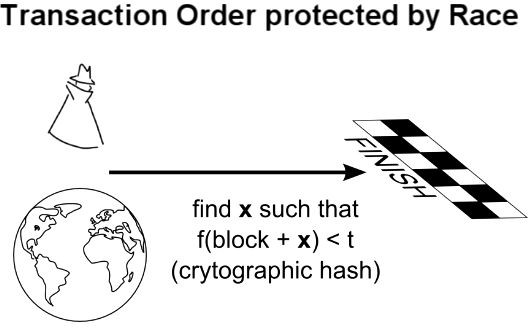 Transaction Order protected by Race
FINISH
find x such that
f(block + x) < t
(crytographic hash)